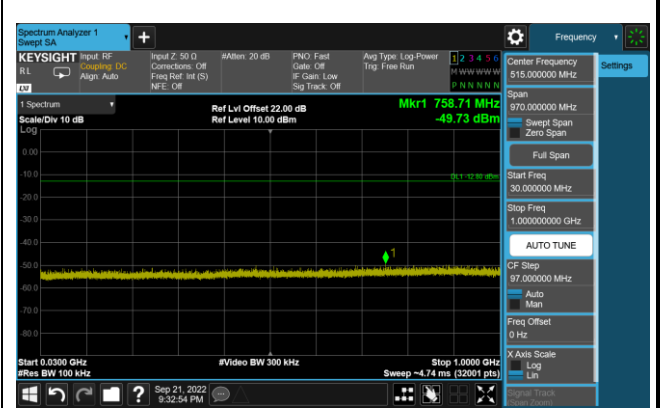 Spectrum Analyzer 1
Swept SA
Frequency
KEYSIGHT
RL
LXI
Input: RF
Coupling: DC
Align: Auto
Input Z: 50 Ω
Corrections: Off
Freq Ref: Int (S)
NFE: Off
#Atten: 20 dB
PNO: Fast
Gate: Off
IF Gain: Low
Sig Track: Off
Avg Type: Log-Power
Trig: Free Run
1 2 3 4 5 6
M W W W W W
P N N N N N
Center Frequency
515.000000 MHz
Settings
1 Spectrum
Scale/Div 10 dB
Ref Lvl Offset 22.00 dB
Ref Level 10.00 dBm
Mkr1 758.71 MHz
-49.73 dBm
Span
970.000000 MHz
Swept Span
Zero Span
Full Span
Start Freq
30.000000 MHz
Stop Freq
1.000000000 GHz
AUTO TUNE
CF Step
97.000000 MHz
Auto
Man
Freq Offset
0 Hz
X Axis Scale
Log
Lin
Signal Track
(Span Zoom)
Log
0.00
-10.0
-20.0
-30.0
-40.0
-50.0
-60.0
-70.0
-80.0
DL1 -12.80 dBm
1
Start 0.0300 GHz
#Res BW 100 kHz
#Video BW 300 kHz
Stop 1.0000 GHz
Sweep ~4.74 ms (32001 pts)
?
Sep 21, 2022
9:32:54 PM